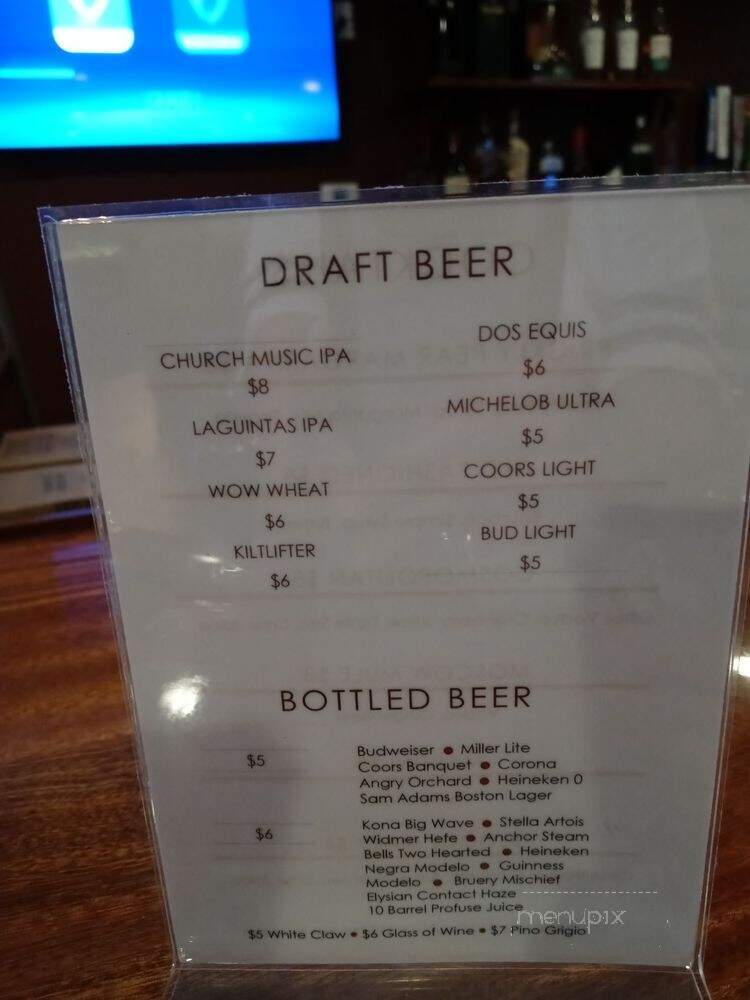 DRAFT BEER
CHURCH MUSIC IPA
$8
LAGUINTAS IPA
$7
WOW WHEAT
$6
KILTLIFTER
$6
DOS EQUIS
$6
MICHELOB ULTRA
$5
COORS LIGHT
$5
BUD LIGHT
$5
BOTTLED BEER
$5
Budweiser ● Miller Lite
Coors Banquet ● Corona
Angry Orchard ● Heineken 0
Sam Adams Boston Lager
$6
Kona Big Wave ● Stella Artois
Widmer Hefe ● Anchor Steam
Bells Two Hearted ● Heineken
Negra Modelo ● Guinness
Modelo ● Bruery Mischief
Elysian Contact Haze
10 Barrel Profuse Juice
$5 White Claw ● $6 Glass of Wine ● $7 Pino Grigio
menupix